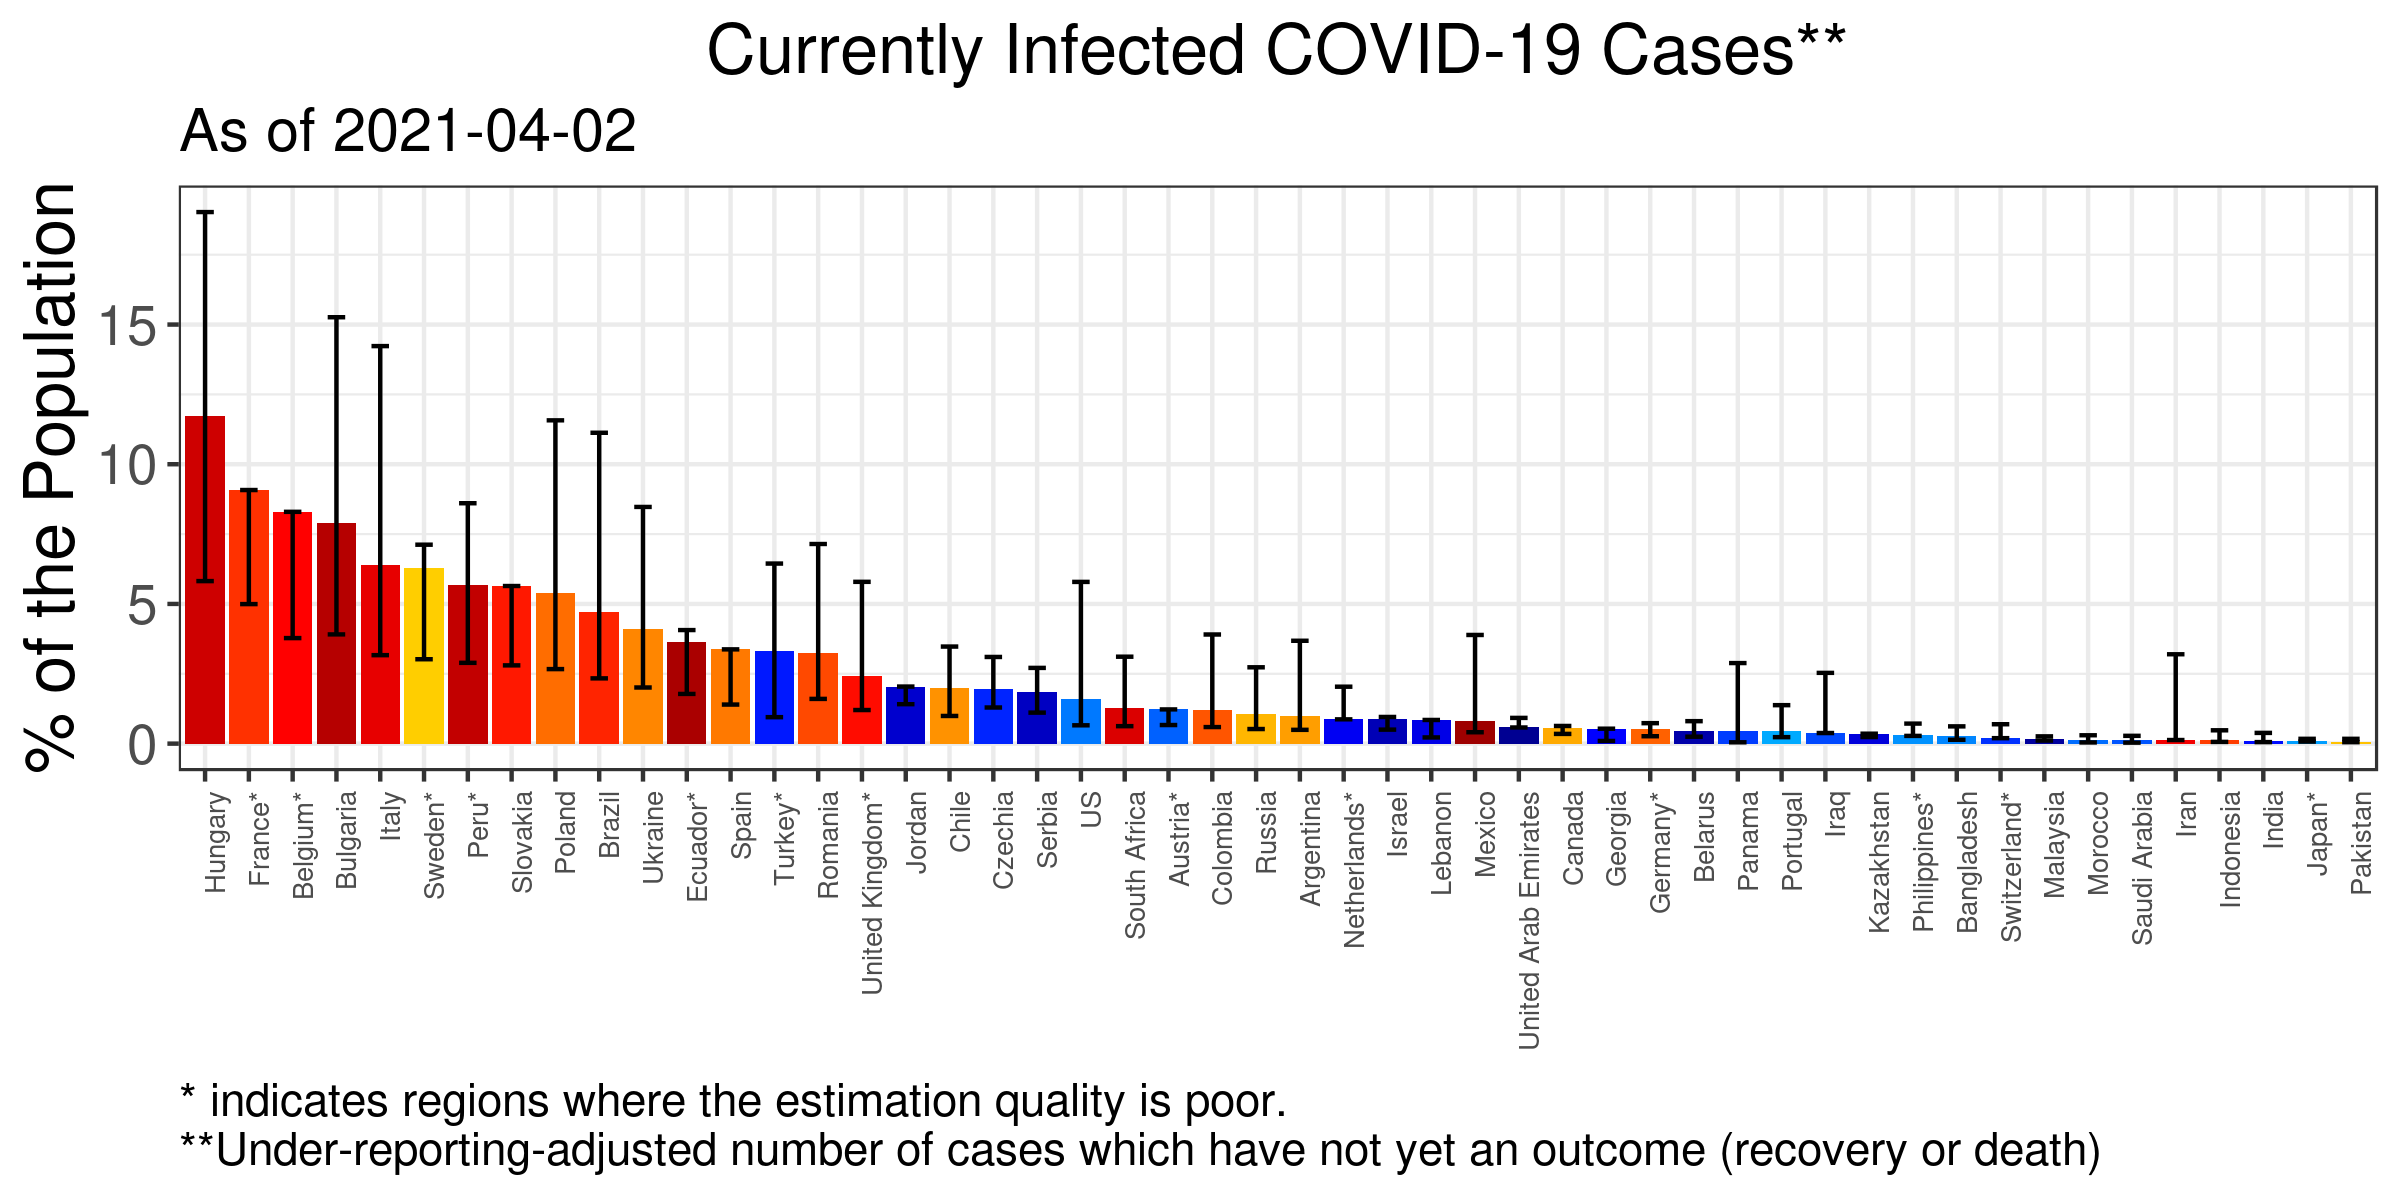 Currently Infected COVID-19 Cases**
As of 2021-04-02
% of the Population
15
10
5
0
Hungary
France*
Belgium*
Bulgaria
Italy
Sweden*
Peru*
Slovakia
Poland
Brazil
Ukraine
Ecuador*
Spain
Turkey*
Romania
United Kingdom*
Jordan
Chile
Czechia
Serbia
US
South Africa
Austria*
Colombia
Russia
Argentina
Netherlands*
Israel
Lebanon
Mexico
United Arab Emirates
Canada
Georgia
Germany*
Belarus
Panama
Portugal
Iraq
Kazakhstan
Philippines*
Bangladesh
Switzerland*
Malaysia
Morocco
Saudi Arabia
Iran
Indonesia
India
Japan*
Pakistan
* indicates regions where the estimation quality is poor.
**Under-reporting-adjusted number of cases which have not yet an outcome (recovery or death)